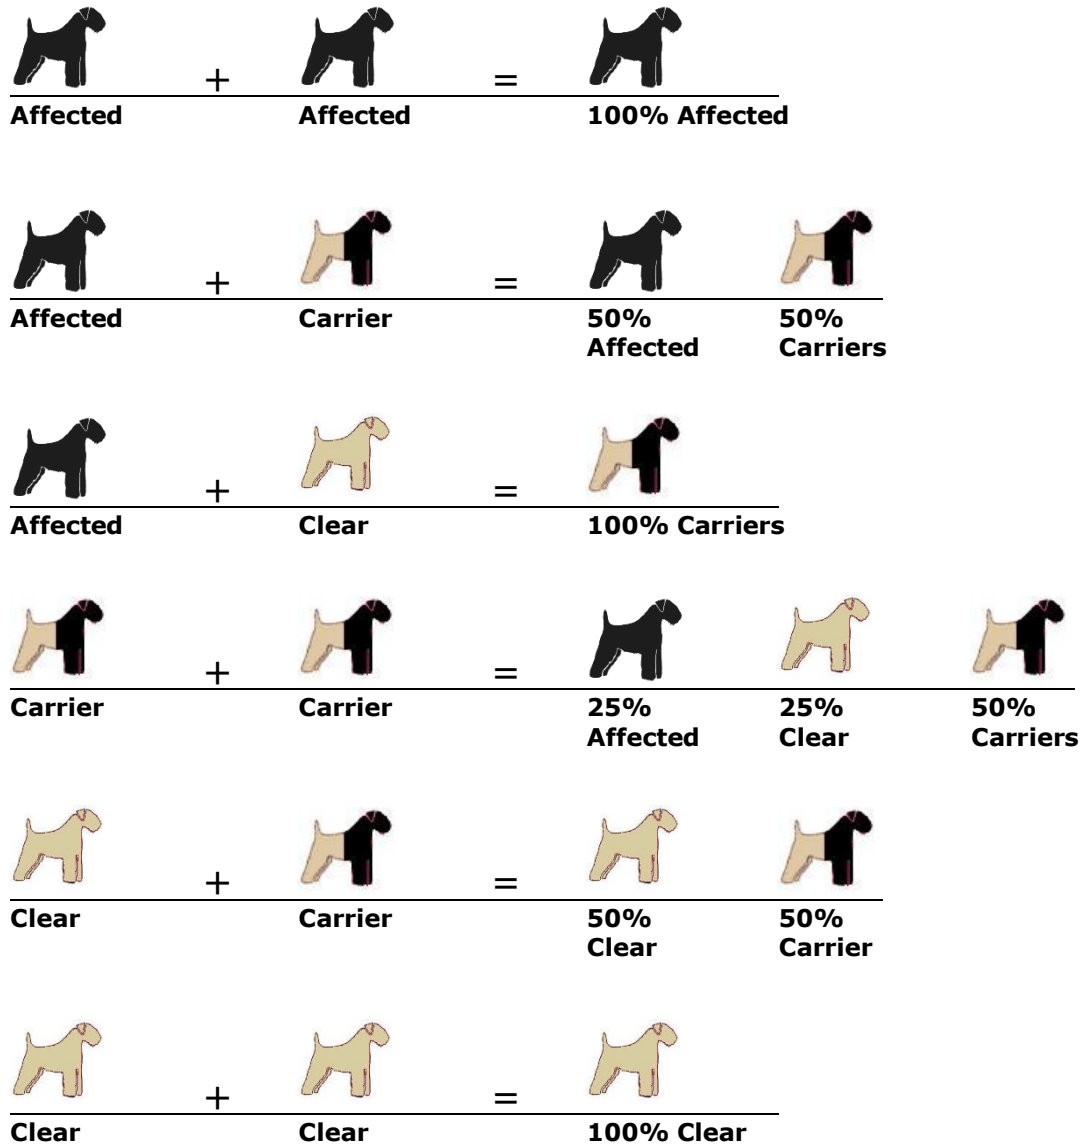 + =
Affected Affected 100% Affected
+ =
Affected Carrier 50% 50%
Affected Carriers
+ =
Affected Clear 100% Carriers
+ =
Carrier Carrier 25% 25% 50%
Affected Clear Carriers
+ =
Clear Carrier 50% 50%
Clear Carrier
+ =
Clear Clear 100% Clear